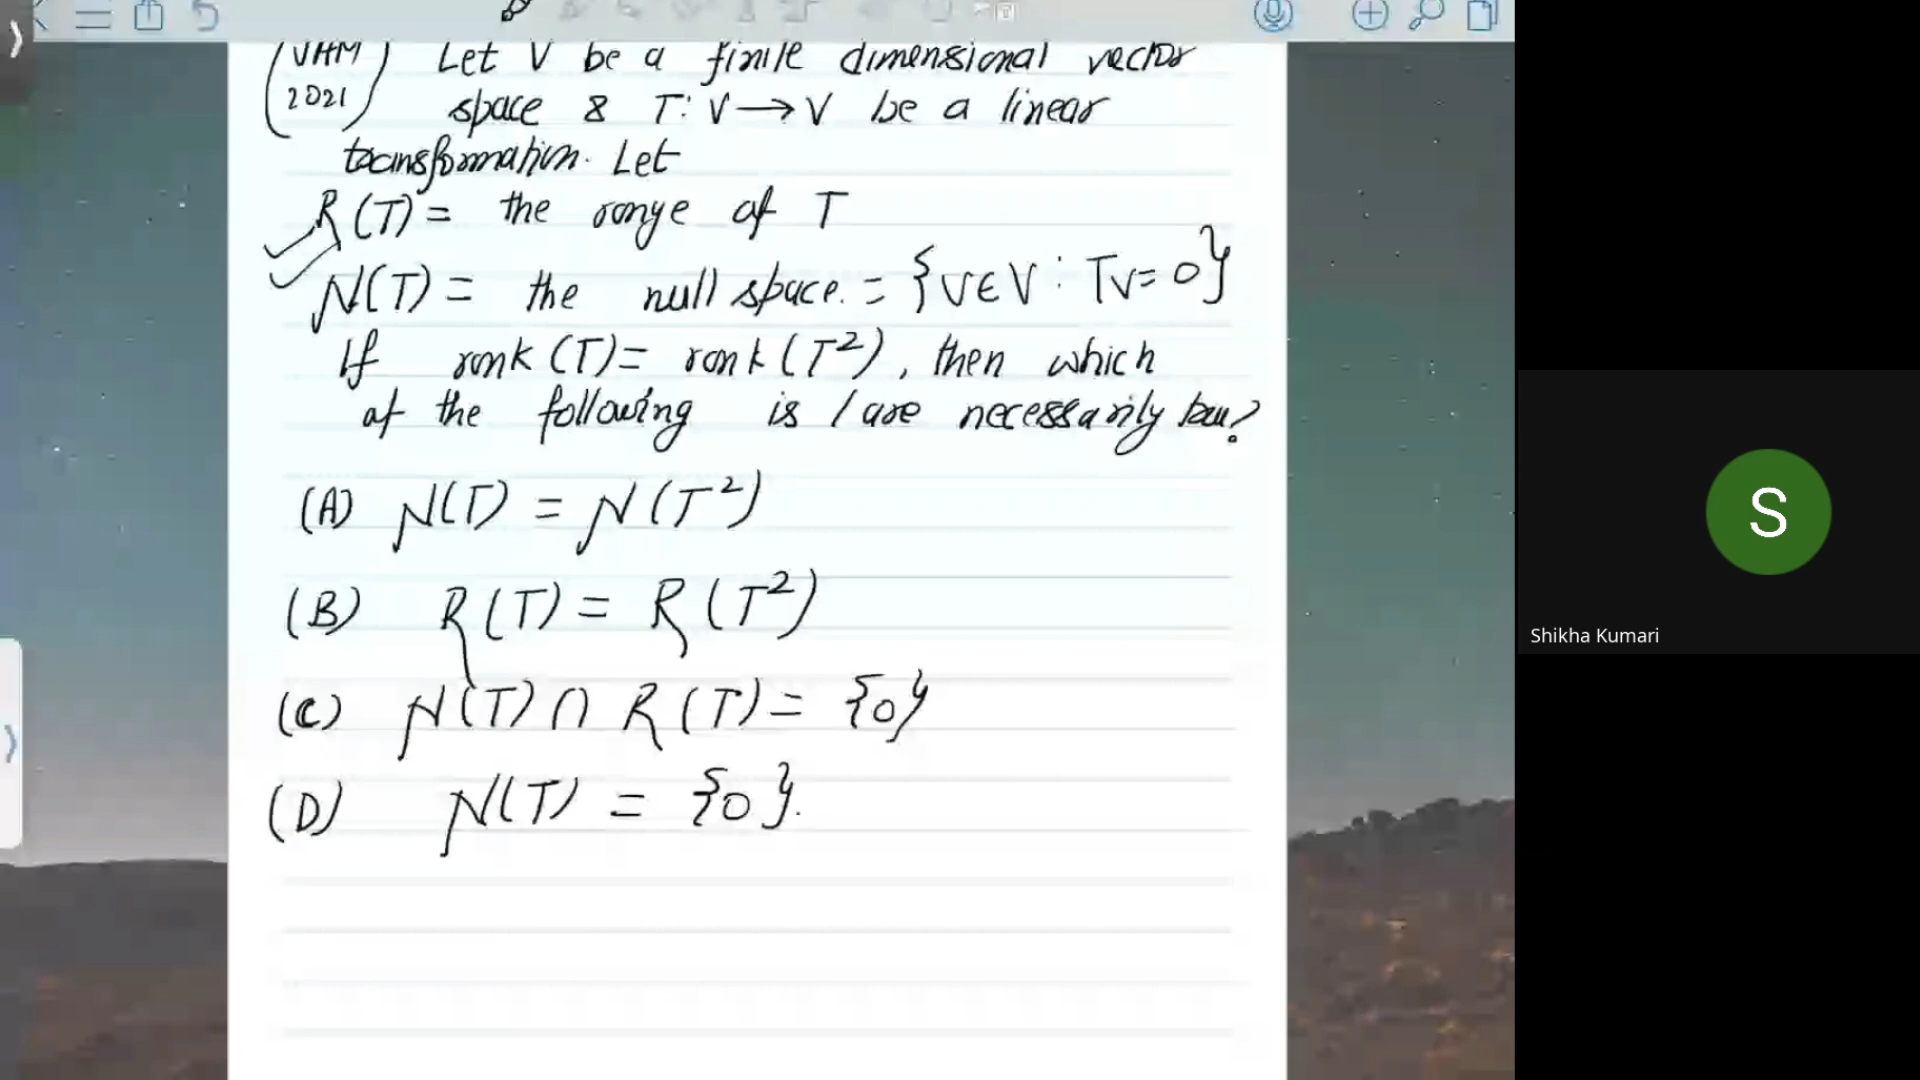 (JAM Let V be a finite dimensional vector
2021) space & T: V → V be a linear
transformation. Let
R(T) = the range of T
N(T) = the null space. = {v ∈ V : Tv = 0}
If rank (T) = rank (T²), then which
of the following is / are necessarily true?
(A) N(T) = N(T²)
(B) R(T) = R(T²)
(C) N(T) ∩ R(T) = {0}
(D) N(T) = {0}.
S
Shikha Kumari